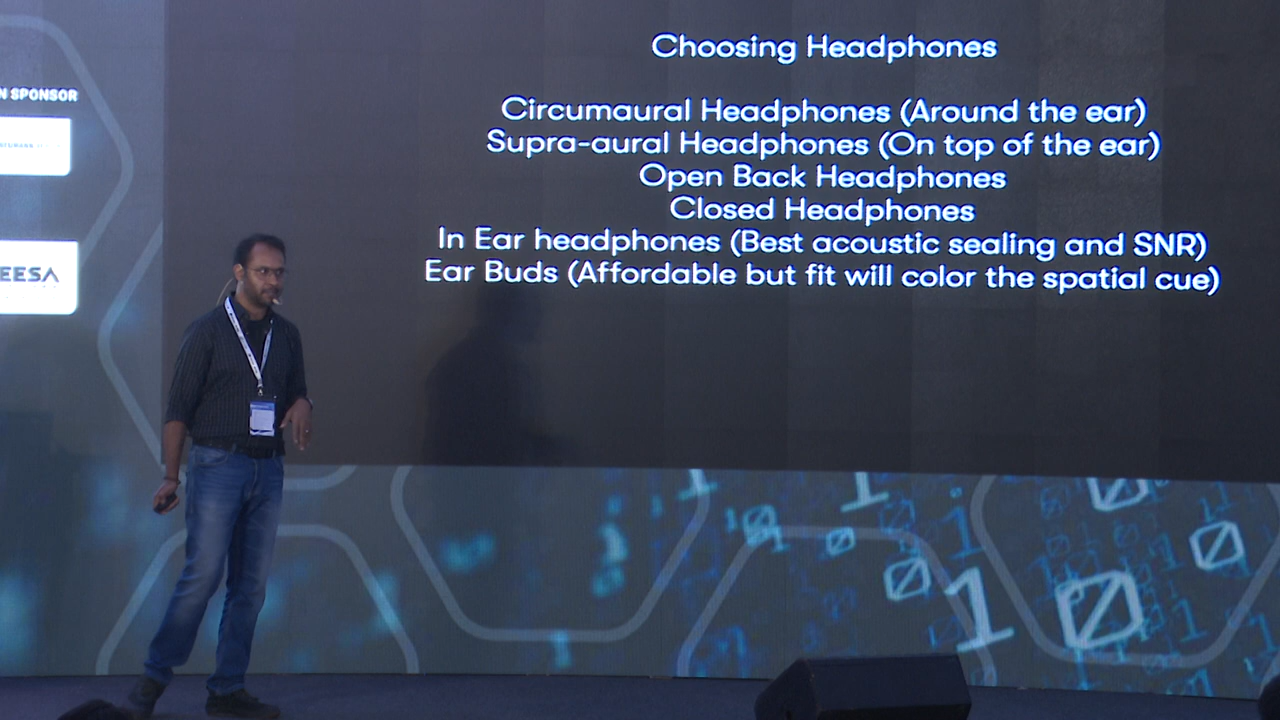 Choosing Headphones
Circumaural Headphones (Around the ear)
Supra-aural Headphones (On top of the ear)
Open Back Headphones
Closed Headphones
In Ear headphones (Best acoustic sealing and SNR)
Ear Buds (Affordable but fit will color the spatial cue)
N SPONSOR
EESA